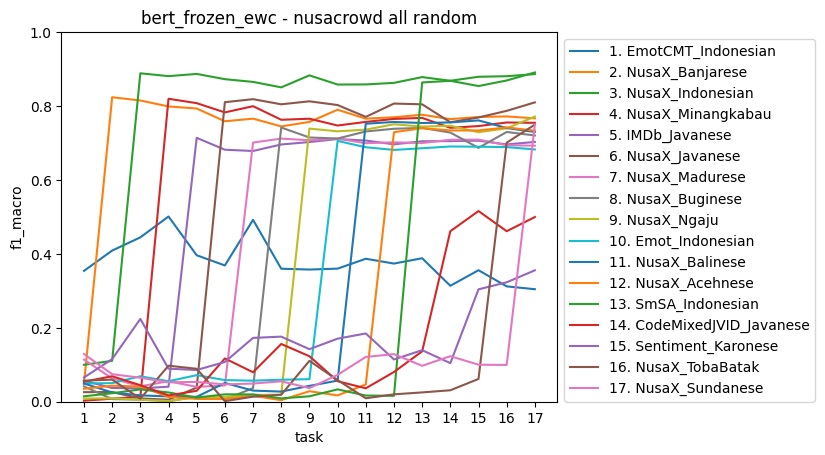 bert_frozen_ewc - nusacrowd all random
1.0
0.8
0.6
0.4
0.2
0.0
f1_macro
1 2 3 4 5 6 7 8 9 10 11 12 13 14 15 16 17
task
1. EmotCMT_Indonesian
2. NusaX_Banjarese
3. NusaX_Indonesian
4. NusaX_Minangkabau
5. IMDb_Javanese
6. NusaX_Javanese
7. NusaX_Madurese
8. NusaX_Buginese
9. NusaX_Ngaju
10. Emot_Indonesian
11. NusaX_Balinese
12. NusaX_Acehnese
13. SmSA_Indonesian
14. CodeMixedJVID_Javanese
15. Sentiment_Karonese
16. NusaX_TobaBatak
17. NusaX_Sundanese